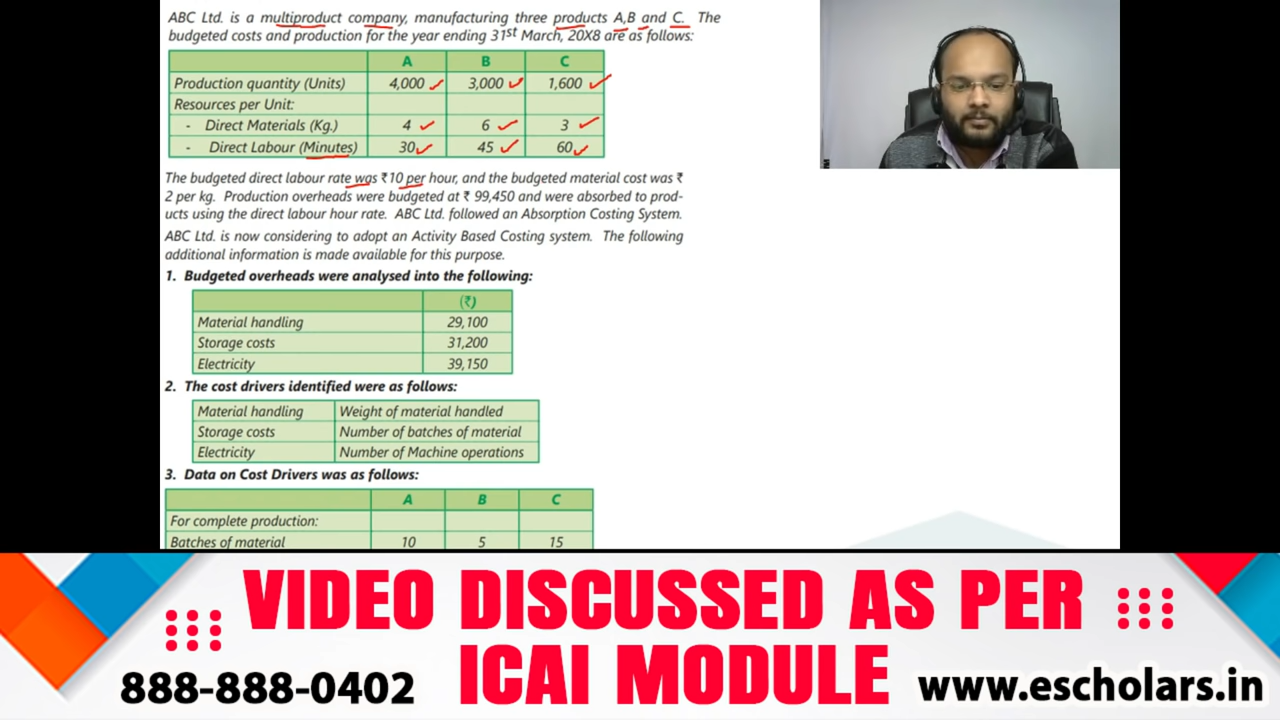 ABC Ltd. is a multiproduct company, manufacturing three products A,B and C. The
budgeted costs and production for the year ending 31st March, 20X8 are as follows:
A B C
Production quantity (Units) 4,000 3,000 1,600
Resources per Unit:
- Direct Materials (Kg.) 4 6 3
- Direct Labour (Minutes) 30 45 60
The budgeted direct labour rate was ₹10 per hour, and the budgeted material cost was ₹
2 per kg. Production overheads were budgeted at ₹ 99,450 and were absorbed to prod-
ucts using the direct labour hour rate. ABC Ltd. followed an Absorption Costing System.
ABC Ltd. is now considering to adopt an Activity Based Costing system. The following
additional information is made available for this purpose.
1. Budgeted overheads were analysed into the following:
(₹)
Material handling 29,100
Storage costs 31,200
Electricity 39,150
2. The cost drivers identified were as follows:
Material handling Weight of material handled
Storage costs Number of batches of material
Electricity Number of Machine operations
3. Data on Cost Drivers was as follows:
A B C
For complete production:
Batches of material 10 5 15
VIDEO DISCUSSED AS PER
ICAI MODULE
888-888-0402
www.escholars.in